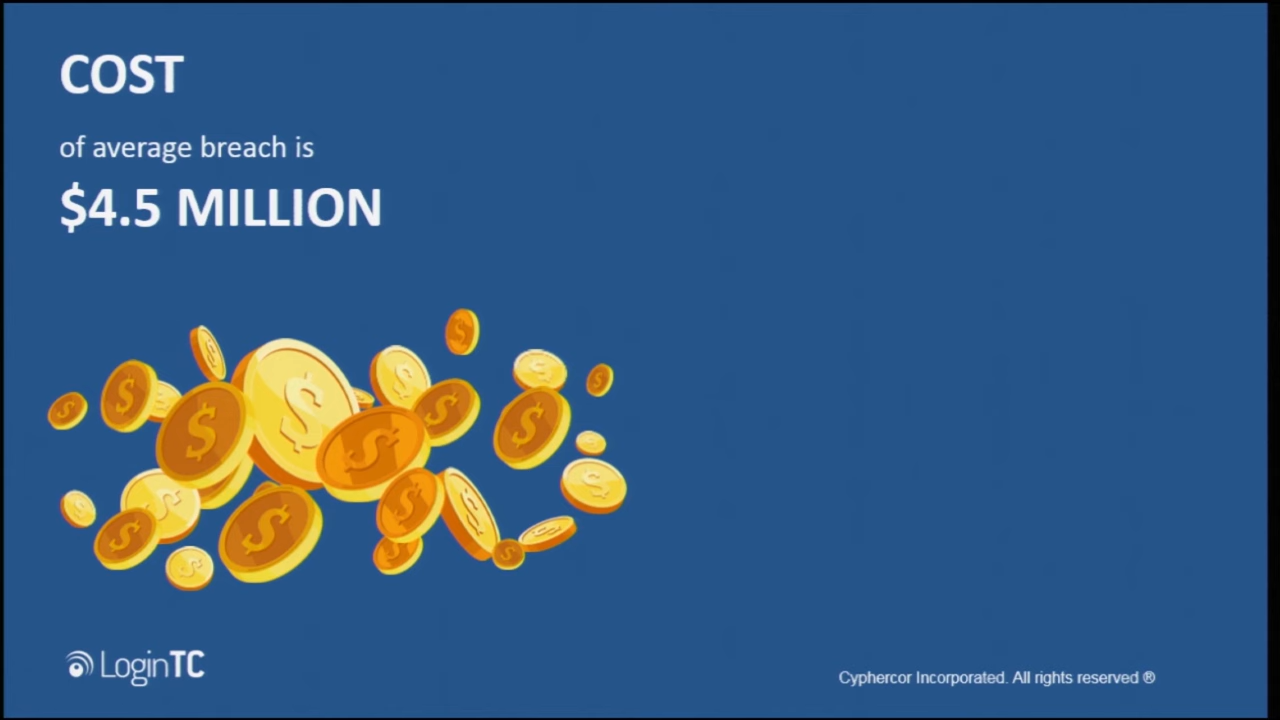 COST
of average breach is
$4.5 MILLION
LoginTC
Cyphercor Incorporated. All rights reserved ®